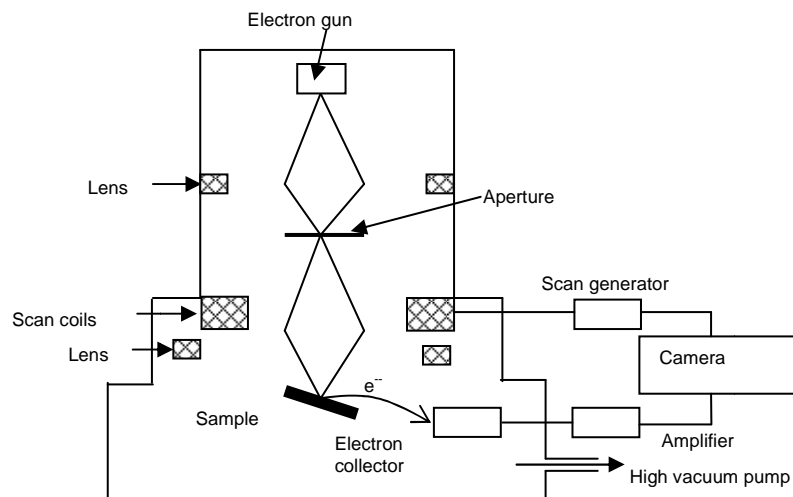 Electron gun
Lens
Aperture
Scan generator
Scan coils
Lens
Camera
e--
Sample
Electron
collector
Amplifier
High vacuum pump